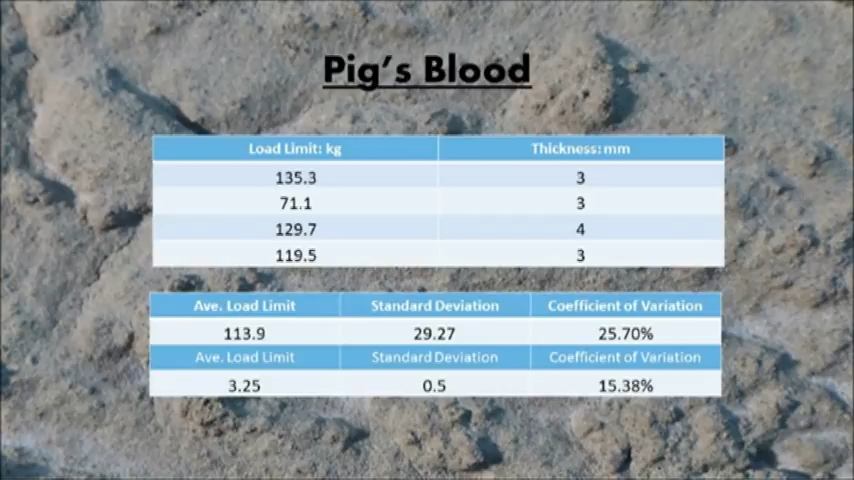 Pig's Blood
Load Limit: kg Thickness: mm
135.3 3
71.1 3
129.7 4
119.5 3
Ave. Load Limit Standard Deviation Coefficient of Variation
113.9 29.27 25.70%
Ave. Load Limit Standard Deviation Coefficient of Variation
3.25 0.5 15.38%